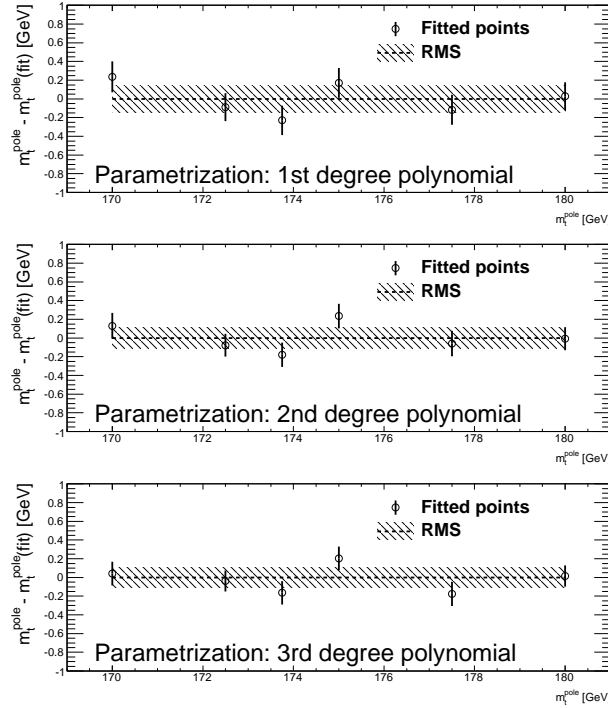 m_t^pole - m_t^pole(fit) [GeV]
1
0.8
0.6
0.4
0.2
0
-0.2
-0.4
-0.6
-0.8
-1
Fitted points
RMS
Parametrization: 1st degree polynomial
170 172 174 176 178 180
m_t^pole [GeV]
m_t^pole - m_t^pole(fit) [GeV]
1
0.8
0.6
0.4
0.2
0
-0.2
-0.4
-0.6
-0.8
-1
Fitted points
RMS
Parametrization: 2nd degree polynomial
170 172 174 176 178 180
m_t^pole [GeV]
m_t^pole - m_t^pole(fit) [GeV]
1
0.8
0.6
0.4
0.2
0
-0.2
-0.4
-0.6
-0.8
-1
Fitted points
RMS
Parametrization: 3rd degree polynomial
170 172 174 176 178 180
m_t^pole [GeV]